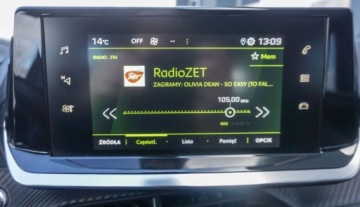 14°C OFF -- 13:09
RADIO . FM
Mem
RadioZET
ZAGRAMY: OLIVIA DEAN - SO EASY (TO FAL...
105,00 MHz
ŹRÓDŁA Częstotl. Lista Pamięć OPCJE